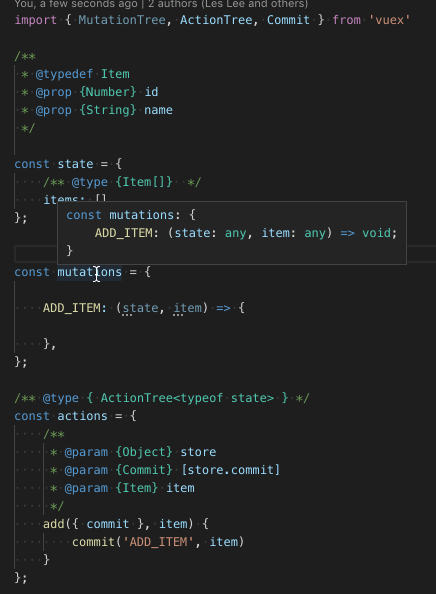 You, a few seconds ago | 2 authors (Les Lee and others)
import { MutationTree, ActionTree, Commit } from 'vuex'
/**
 * @typedef Item
 * @prop {Number} id
 * @prop {String} name
 */
const state = {
    /** @type {Item[]}  */
    items: []
};
const mutations: {
    ADD_ITEM: (state: any, item: any) => void;
}
const mutations = {
    ADD_ITEM: (state, item) => {
    },
};
/** @type { ActionTree<typeof state> } */
const actions = {
    /**
     * @param {Object} store
     * @param {Commit} [store.commit]
     * @param {Item} item
     */
    add({ commit }, item) {
        commit('ADD_ITEM', item)
    }
};